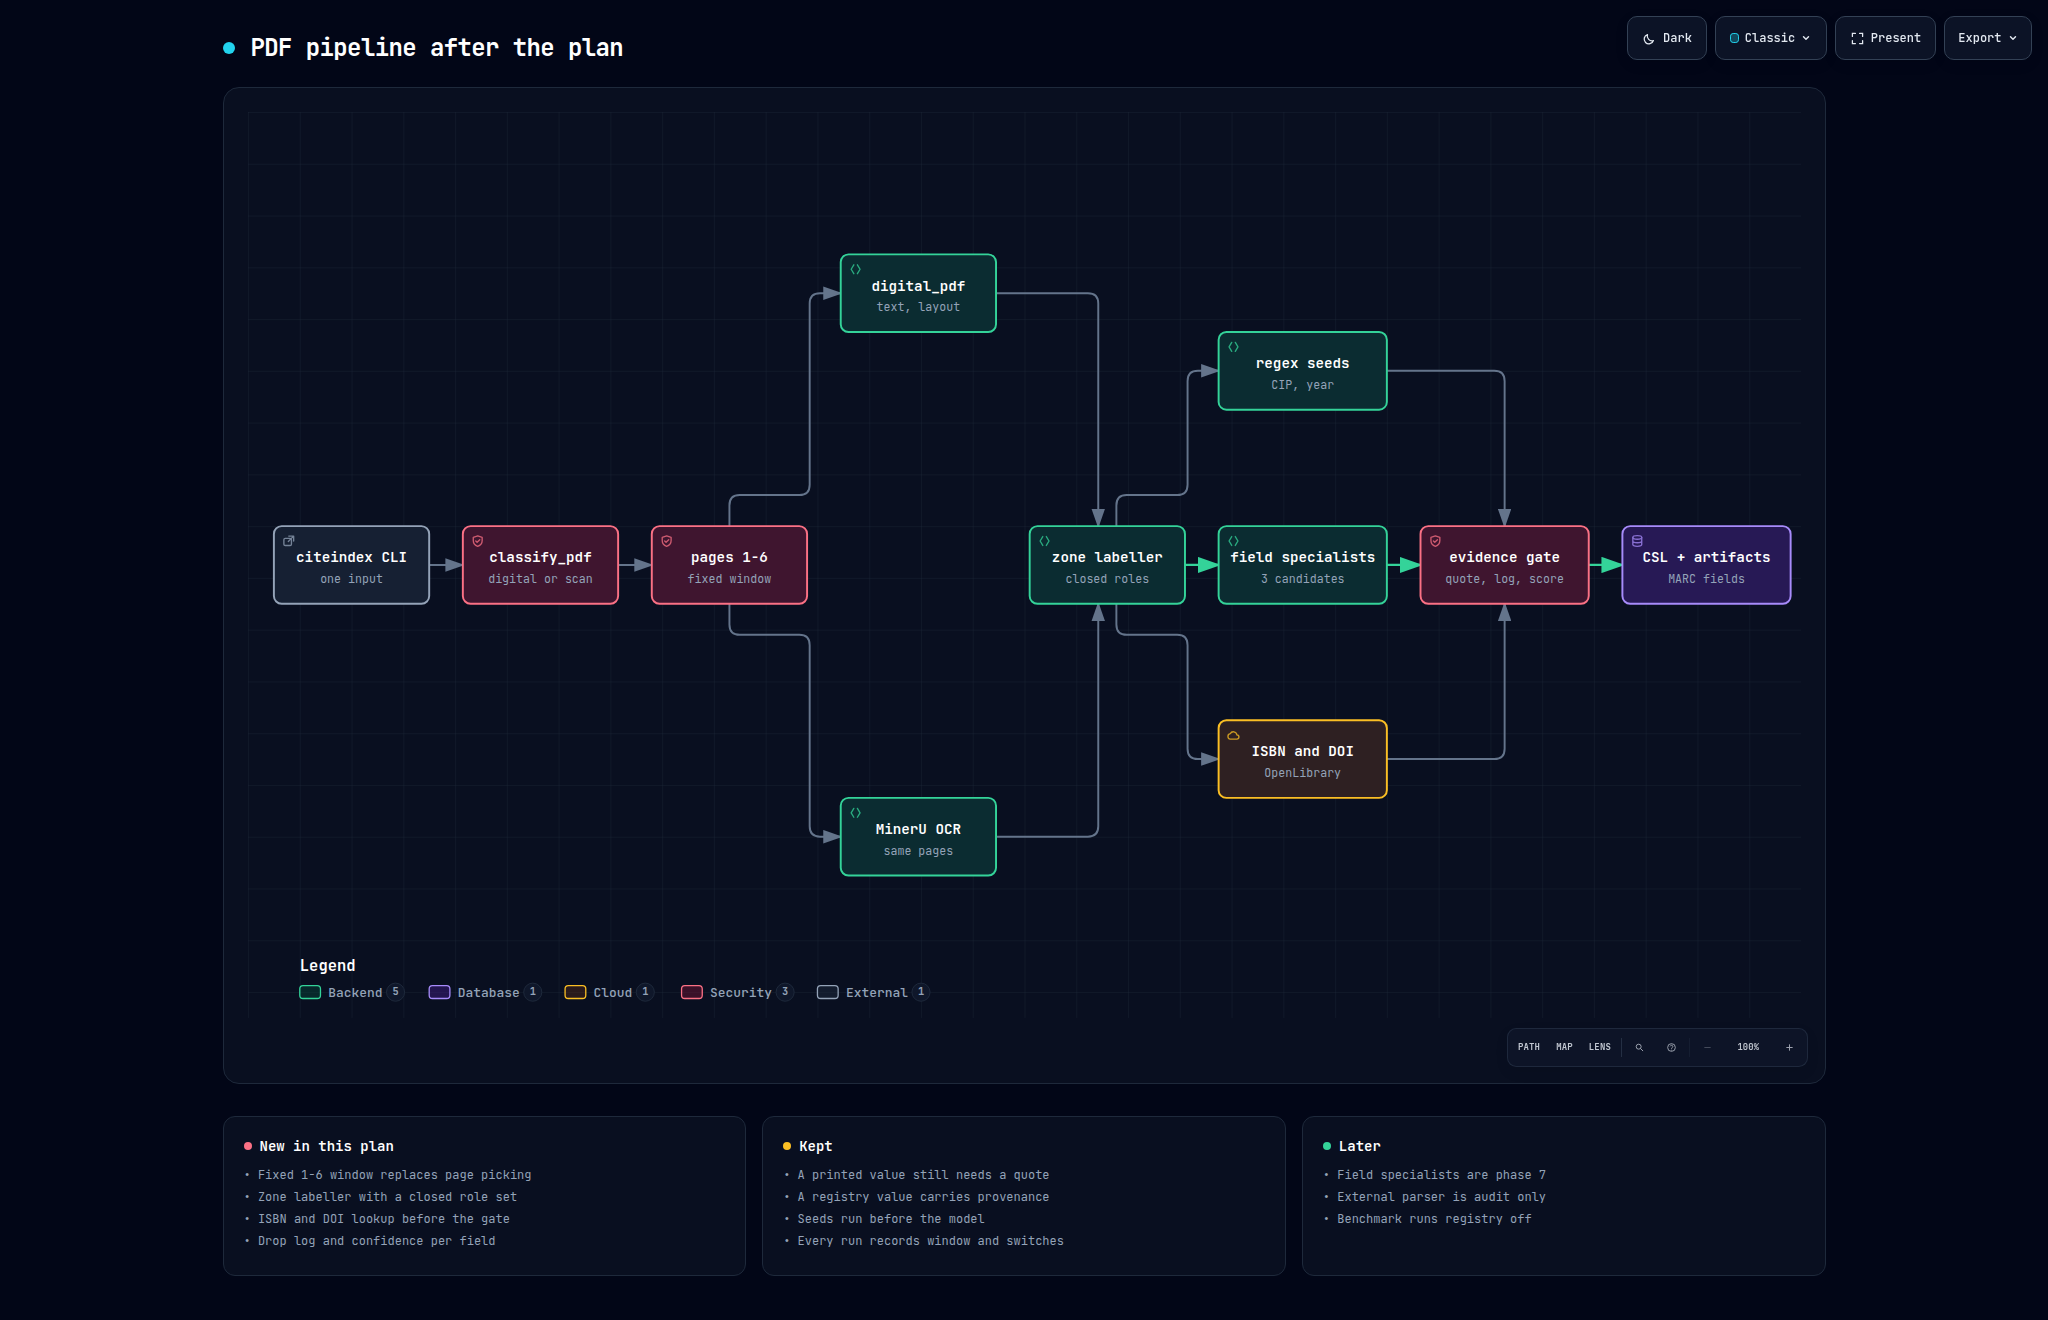 PDF pipeline after the plan
Dark
Classic
Present
Export
digital_pdf
text, layout
regex seeds
CIP, year
citeindex CLI
one input
classify_pdf
digital or scan
pages 1-6
fixed window
zone labeller
closed roles
field specialists
3 candidates
evidence gate
quote, log, score
CSL + artifacts
MARC fields
ISBN and DOI
OpenLibrary
MinerU OCR
same pages
Legend
Backend 5
Database 1
Cloud 1
Security 3
External 1
PATH MAP LENS − 100% +
New in this plan
• Fixed 1-6 window replaces page picking
• Zone labeller with a closed role set
• ISBN and DOI lookup before the gate
• Drop log and confidence per field
Kept
• A printed value still needs a quote
• A registry value carries provenance
• Seeds run before the model
• Every run records window and switches
Later
• Field specialists are phase 7
• External parser is audit only
• Benchmark runs registry off